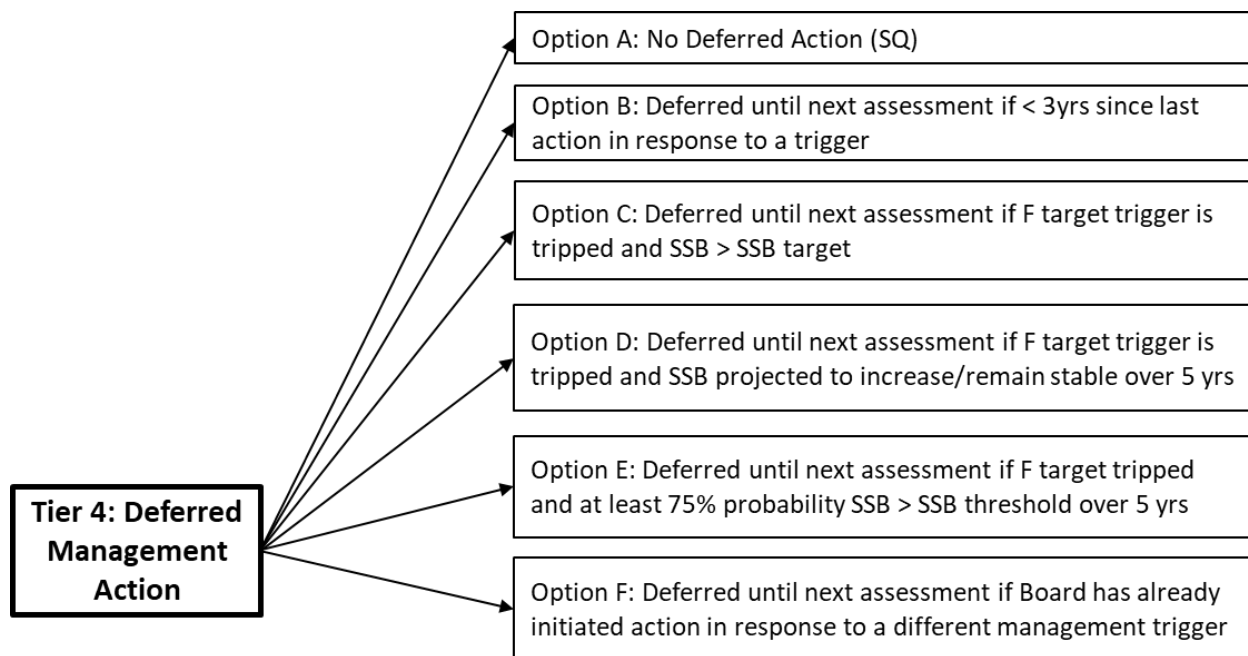 Option A: No Deferred Action (SQ)
Option B: Deferred until next assessment if < 3yrs since last
action in response to a trigger
Option C: Deferred until next assessment if F target trigger is
tripped and SSB > SSB target
Option D: Deferred until next assessment if F target trigger is
tripped and SSB projected to increase/remain stable over 5 yrs
Option E: Deferred until next assessment if F target tripped
and at least 75% probability SSB > SSB threshold over 5 yrs
Option F: Deferred until next assessment if Board has already
initiated action in response to a different management trigger
Tier 4: Deferred
Management
Action